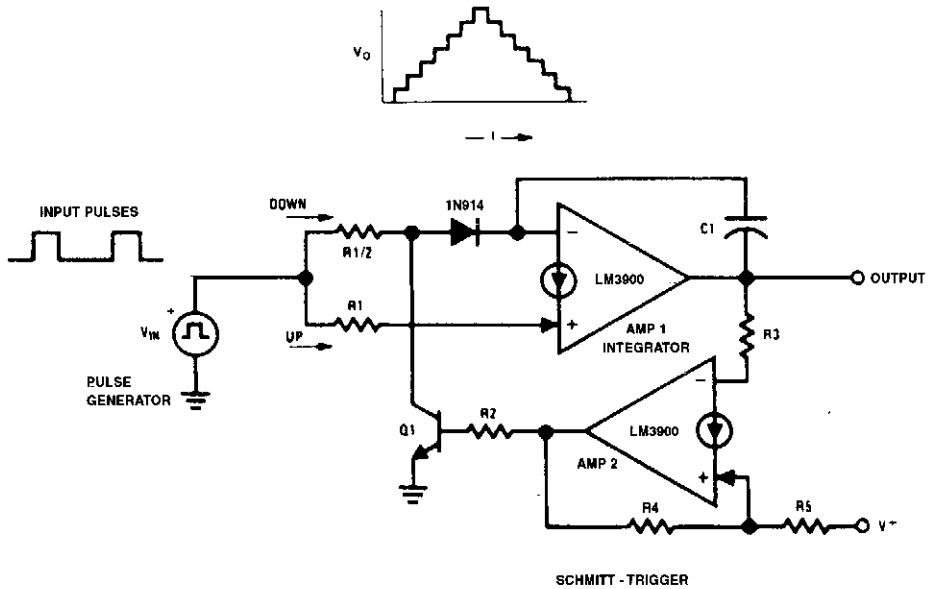 Vo
t
INPUT PULSES
DOWN
R1/2
1N914
C1
-
LM3900
+
AMP 1
INTEGRATOR
OUTPUT
R1
UP
+
VIN
PULSE
GENERATOR
R3
Q1
R2
-
LM3900
AMP 2
+
R4
R5
V+
SCHMITT - TRIGGER